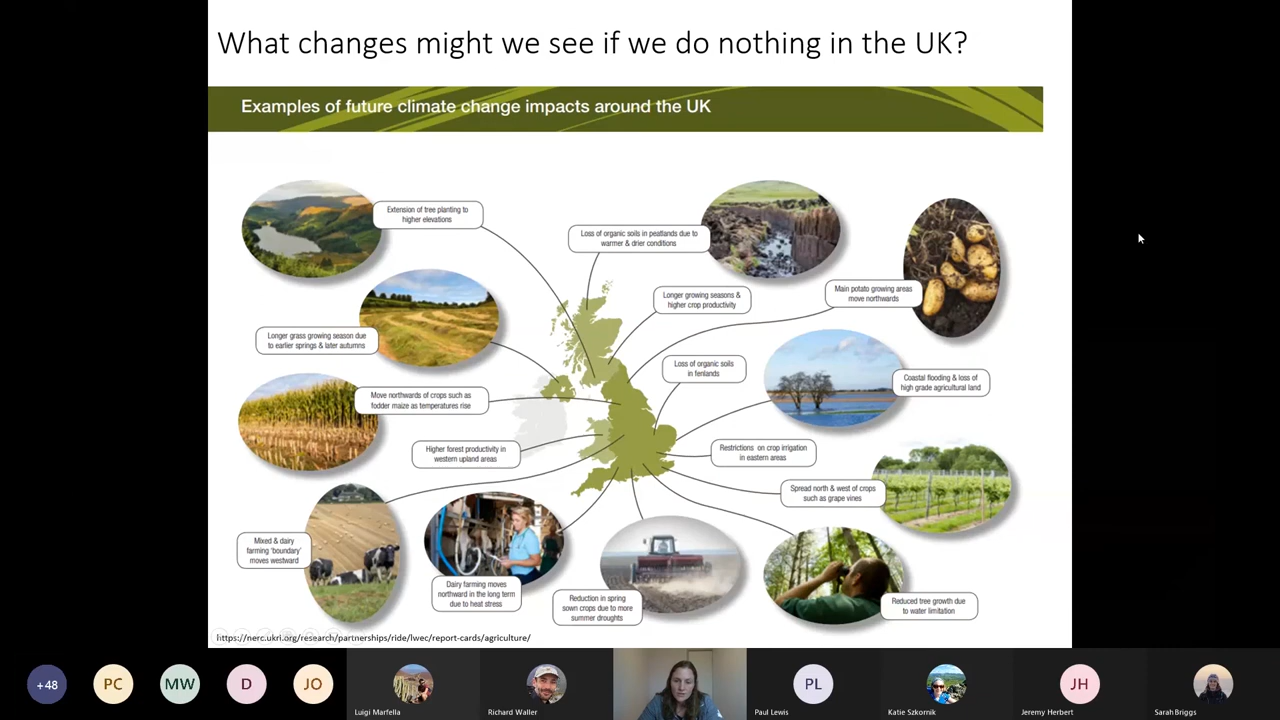 What changes might we see if we do nothing in the UK?
Examples of future climate change impacts around the UK
Extension of tree planting to
higher elevations
Loss of organic soils in peatlands due to
warmer & drier conditions
Longer growing seasons &
higher crop productivity
Main potato growing areas
move northwards
Longer grass growing season due
to earlier springs & later autumns
Loss of organic soils
in fenlands
Coastal flooding & loss of
high grade agricultural land
Move northwards of crops such as
fodder maize as temperatures rise
Higher forest productivity in
western upland areas
Restrictions on crop irrigation
in eastern areas
Spread north & west of crops
such as grape vines
Mixed & dairy
farming 'boundary'
moves westward
Dairy farming moves
northward in the long term
due to heat stress
Reduction in spring
sown crops due to more
summer droughts
Reduced tree growth due
to water limitation
https://nerc.ukri.org/research/partnerships/ride/lwec/report-cards/agriculture/
+48
PC
MW
D
JO
Luigi Marfella
Richard Waller
PL
Paul Lewis
Katie Szkornik
JH
Jeremy Herbert
Sarah Briggs